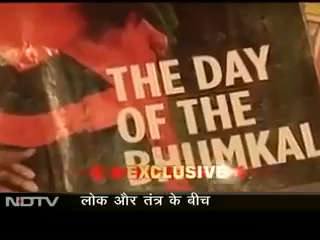 THE DAY
OF THE
BHUMKAL
EXCLUSIVE
NDTV लोक और तंत्र के बीच